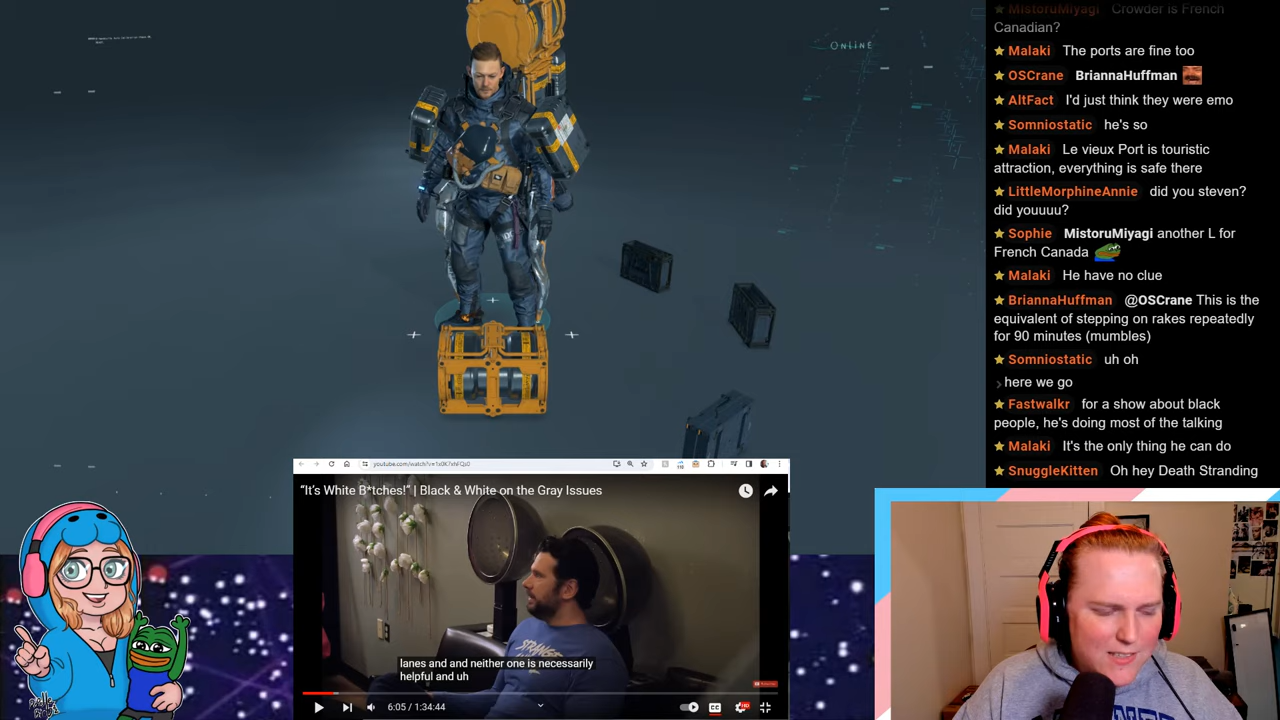 ONLINE
MistoruMiyagi Crowder is French
Canadian?
Malaki The ports are fine too
OSCrane BriannaHuffman
AltFact I'd just think they were emo
Somniostatic he's so
Malaki Le vieux Port is touristic
attraction, everything is safe there
LittleMorphineAnnie did you steven?
did youuuu?
Sophie MistoruMiyagi another L for
French Canada
Malaki He have no clue
BriannaHuffman @OSCrane This is the
equivalent of stepping on rakes repeatedly
for 90 minutes (mumbles)
Somniostatic uh oh
here we go
Fastwalkr for a show about black
people, he's doing most of the talking
Malaki It's the only thing he can do
SnuggleKitten Oh hey Death Stranding
“It’s White B*tches!” | Black & White on the Gray Issues
lanes and and neither one is necessarily
helpful and uh
6:05 / 1:34:44
CC
HD